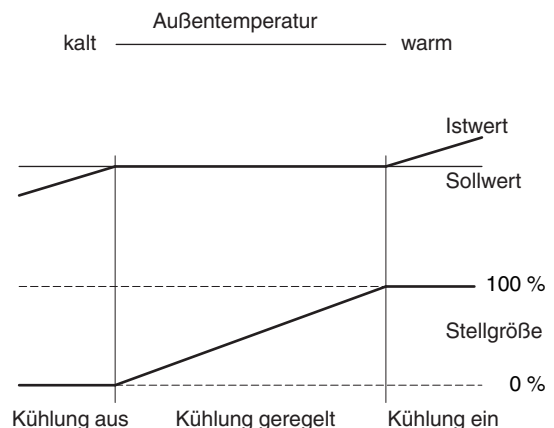 Außentemperatur
kalt warm
Istwert
Sollwert
100 %
Stellgröße
0 %
Kühlung aus Kühlung geregelt Kühlung ein